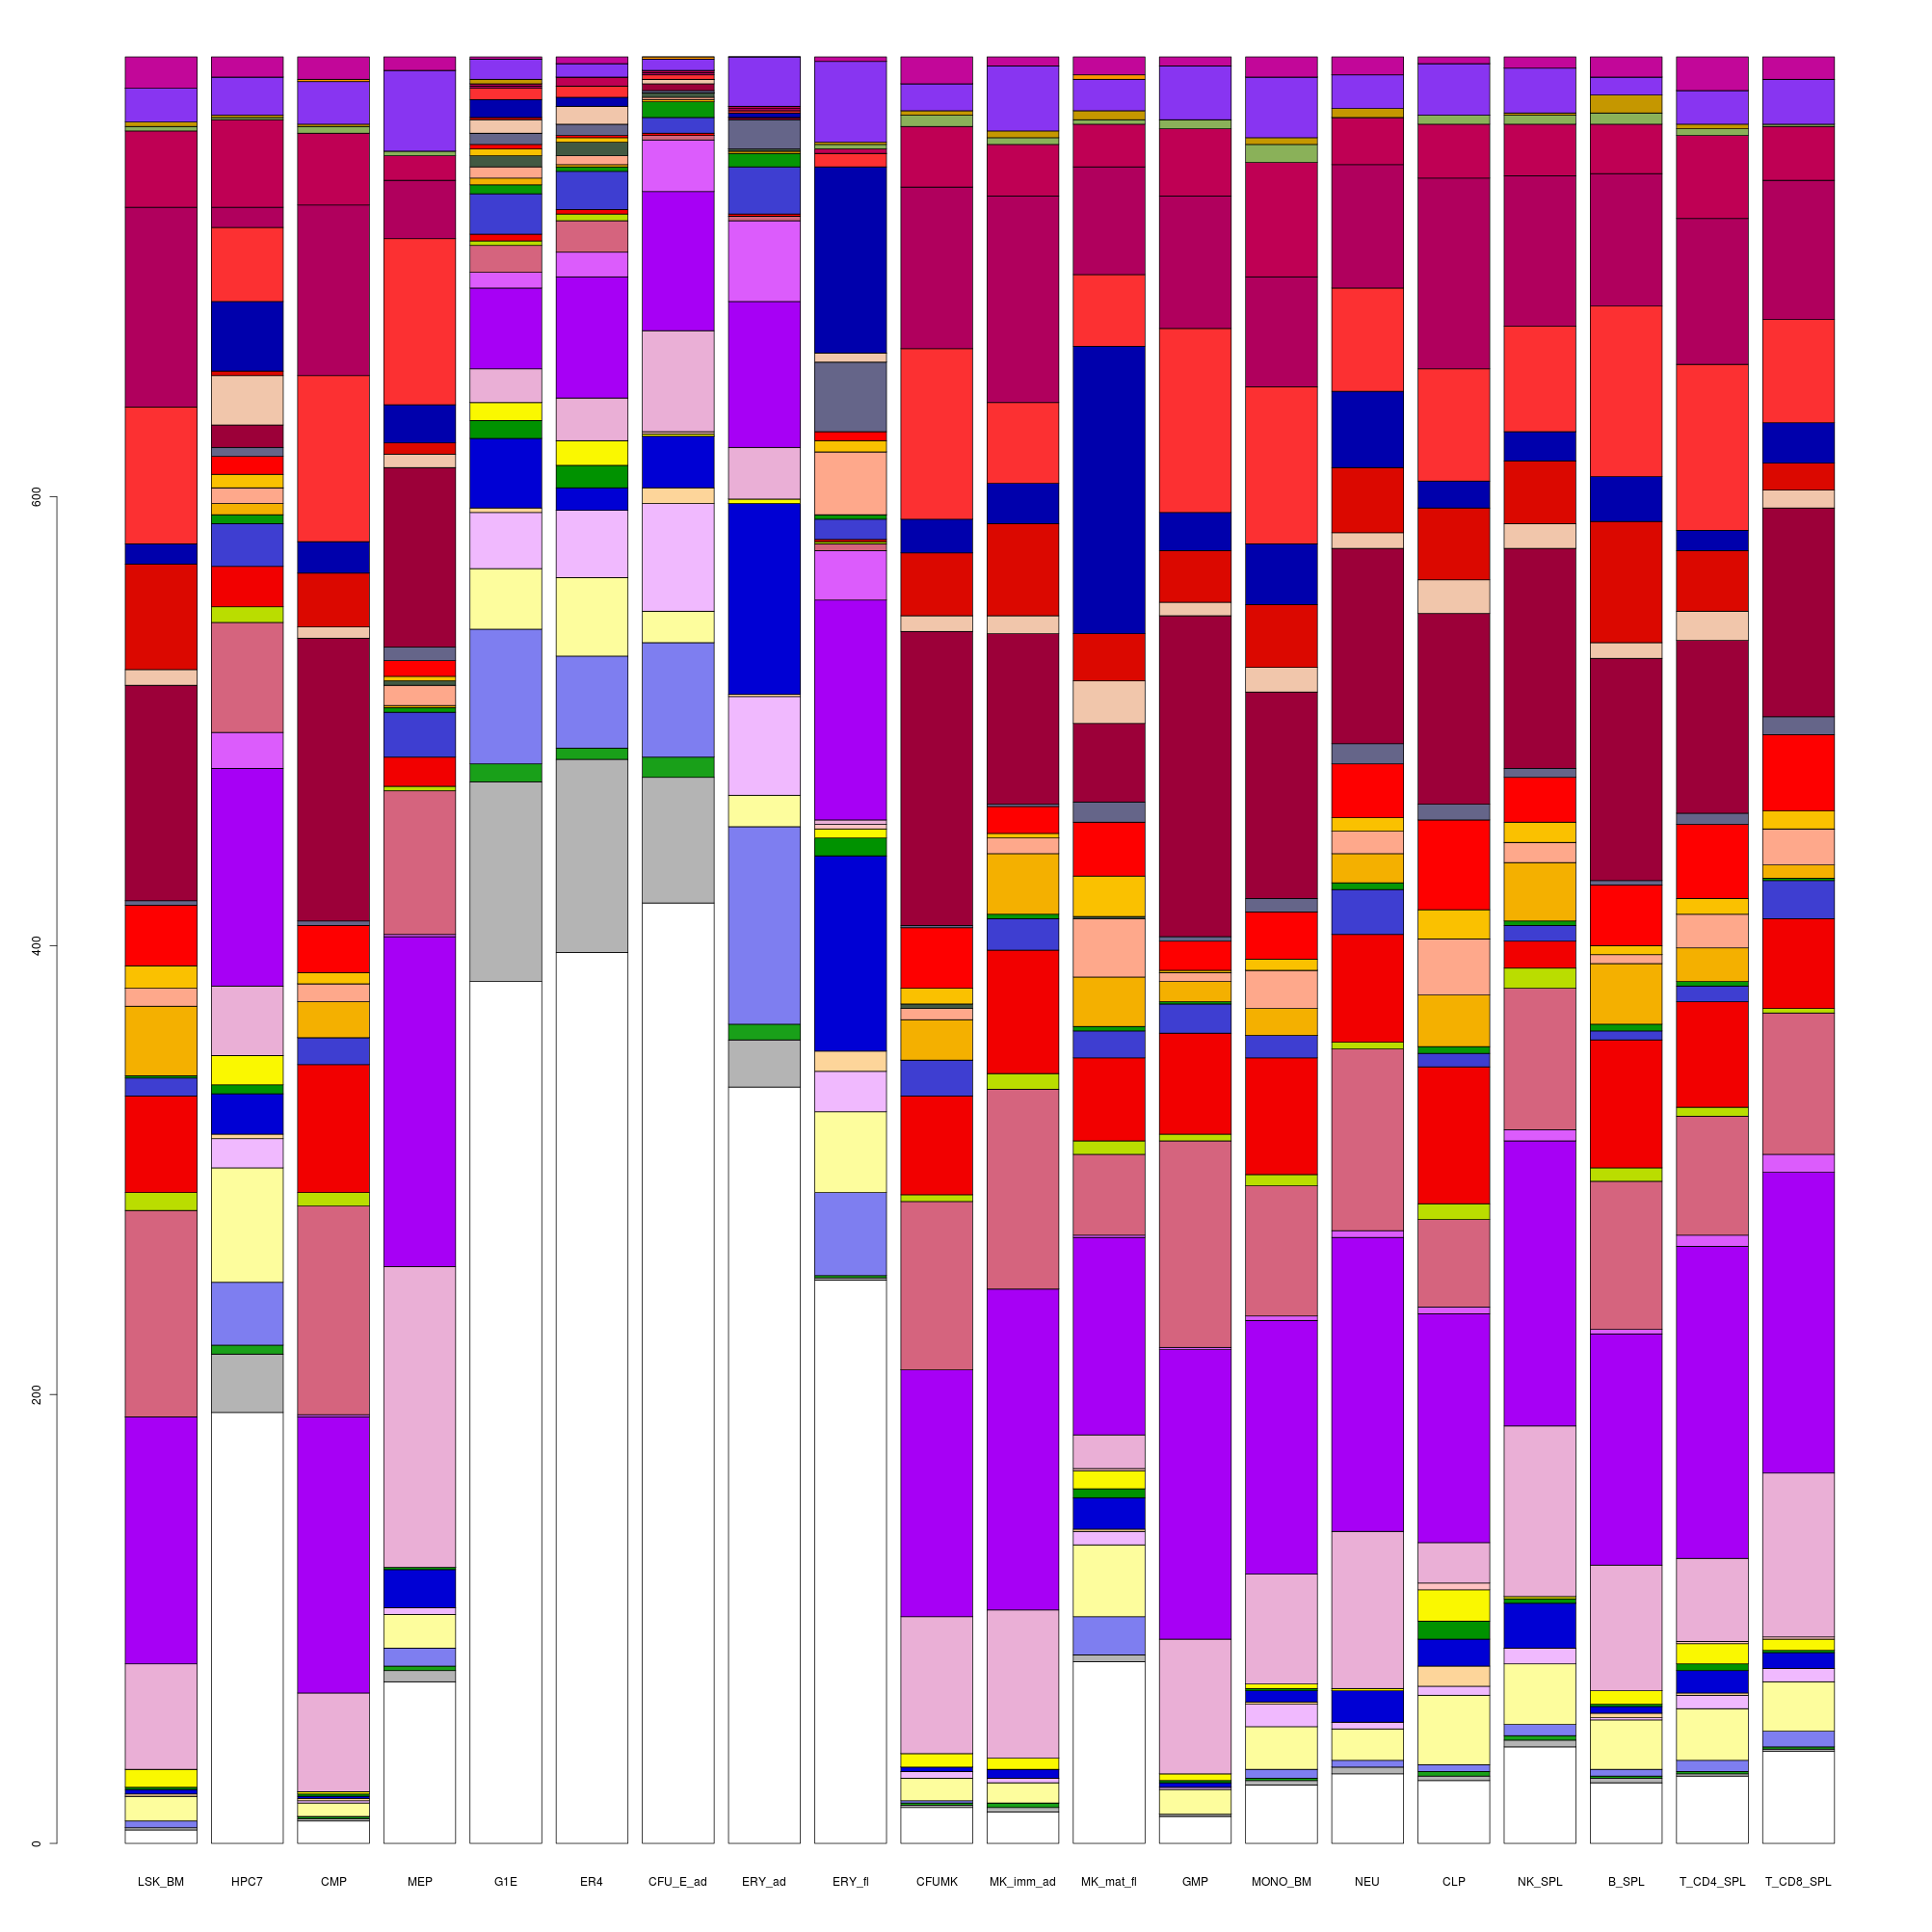 600
400
200
0
LSK_BM HPC7 CMP MEP G1E ER4 CFU_E_ad ERY_ad ERY_fl CFUMK MK_imm_ad MK_mat_fl GMP MONO_BM NEU CLP NK_SPL B_SPL T_CD4_SPL T_CD8_SPL